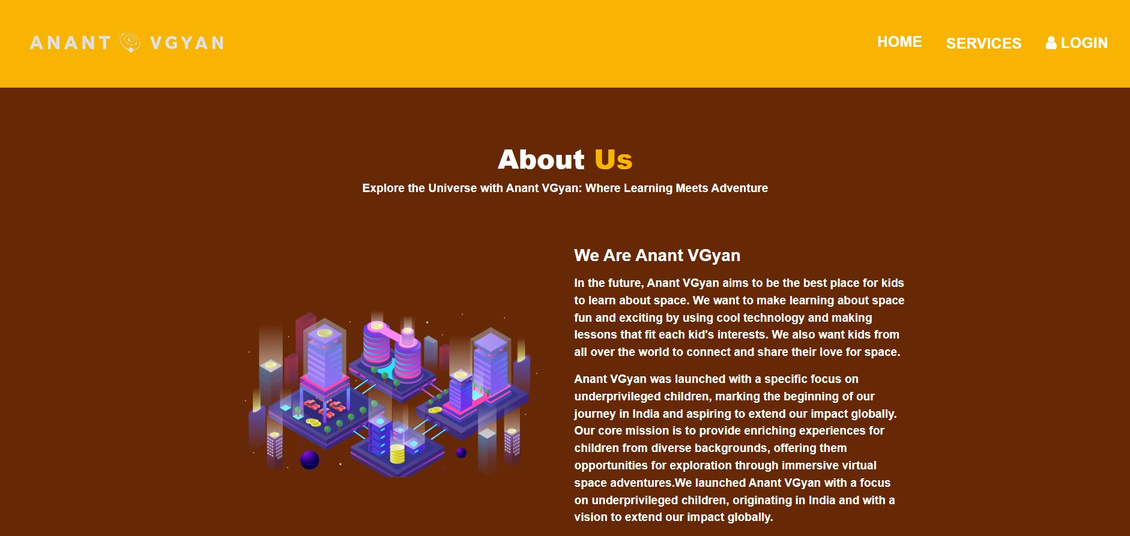 ANANT VGYAN
HOME SERVICES LOGIN
About Us
Explore the Universe with Anant VGyan: Where Learning Meets Adventure
We Are Anant VGyan
In the future, Anant VGyan aims to be the best place for kids
to learn about space. We want to make learning about space
fun and exciting by using cool technology and making
lessons that fit each kid's interests. We also want kids from
all over the world to connect and share their love for space.
Anant VGyan was launched with a specific focus on
underprivileged children, marking the beginning of our
journey in India and aspiring to extend our impact globally.
Our core mission is to provide enriching experiences for
children from diverse backgrounds, offering them
opportunities for exploration through immersive virtual
space adventures.We launched Anant VGyan with a focus
on underprivileged children, originating in India and with a
vision to extend our impact globally.